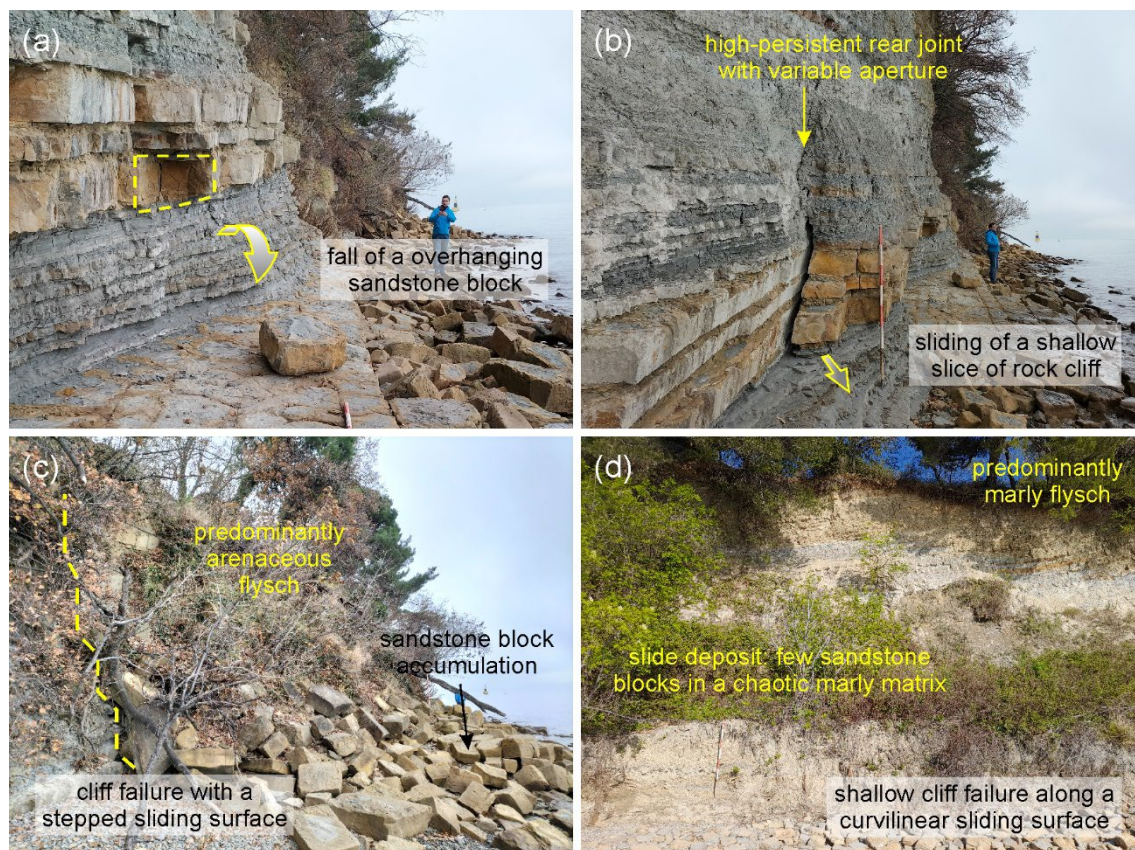 (a)
fall of a overhanging
sandstone block
(b)
high-persistent rear joint
with variable aperture
sliding of a shallow
slice of rock cliff
(c)
predominantly
arenaceous
flysch
sandstone block
accumulation
cliff failure with a
stepped sliding surface
(d)
predominantly
marly flysch
slide deposit: few sandstone
blocks in a chaotic marly matrix
shallow cliff failure along a
curvilinear sliding surface